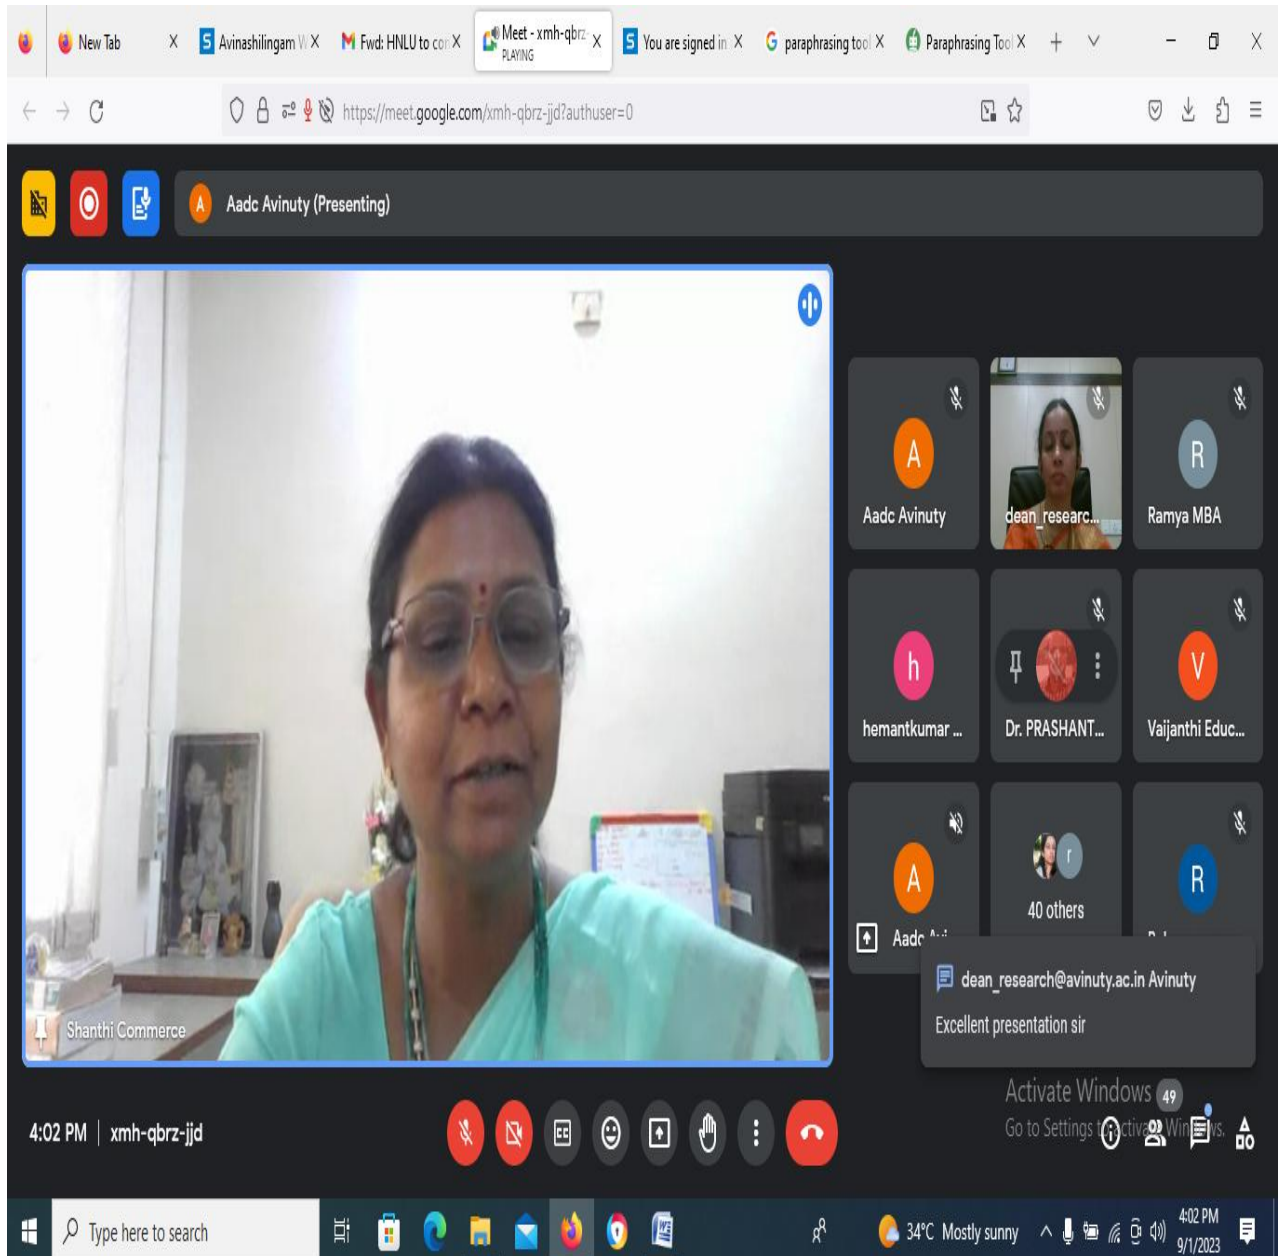 New Tab
Avinashilingam W
Fwd: HNLU to con
Meet - xmh-qbrz-
PLAYING
You are signed in
paraphrasing tool
Paraphrasing Tool
https://meet.google.com/xmh-qbrz-jjd?authuser=0
A
Aadc Avinuty (Presenting)
A
Aadc Avinuty
dean_researc...
R
Ramya MBA
h
hemantkumar ...
Dr. PRASHANT...
V
Vaijanthi Educ...
A
Aadc
r
40 others
R
Shanthi Commerce
dean_research@avinuty.ac.in Avinuty
Excellent presentation sir
Activate Windows
49
Go to Settings to activate Windows.
4:02 PM | xmh-qbrz-jjd
CC
Type here to search
34°C Mostly sunny
4:02 PM
9/1/2023